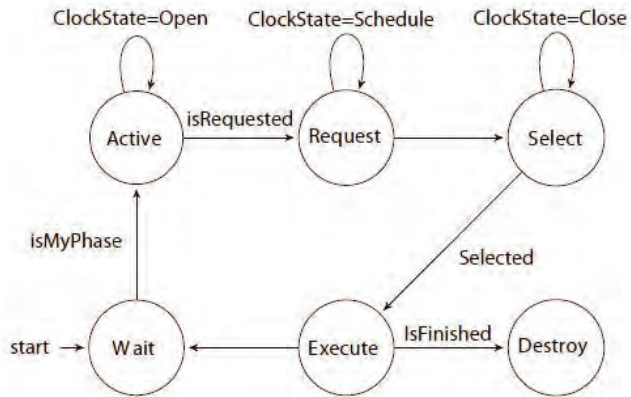 ClockState=Open
ClockState=Schedule
ClockState=Close
Active
isRequested
Request
Select
isMyPhase
Selected
start
Wait
Execute
IsFinished
Destroy